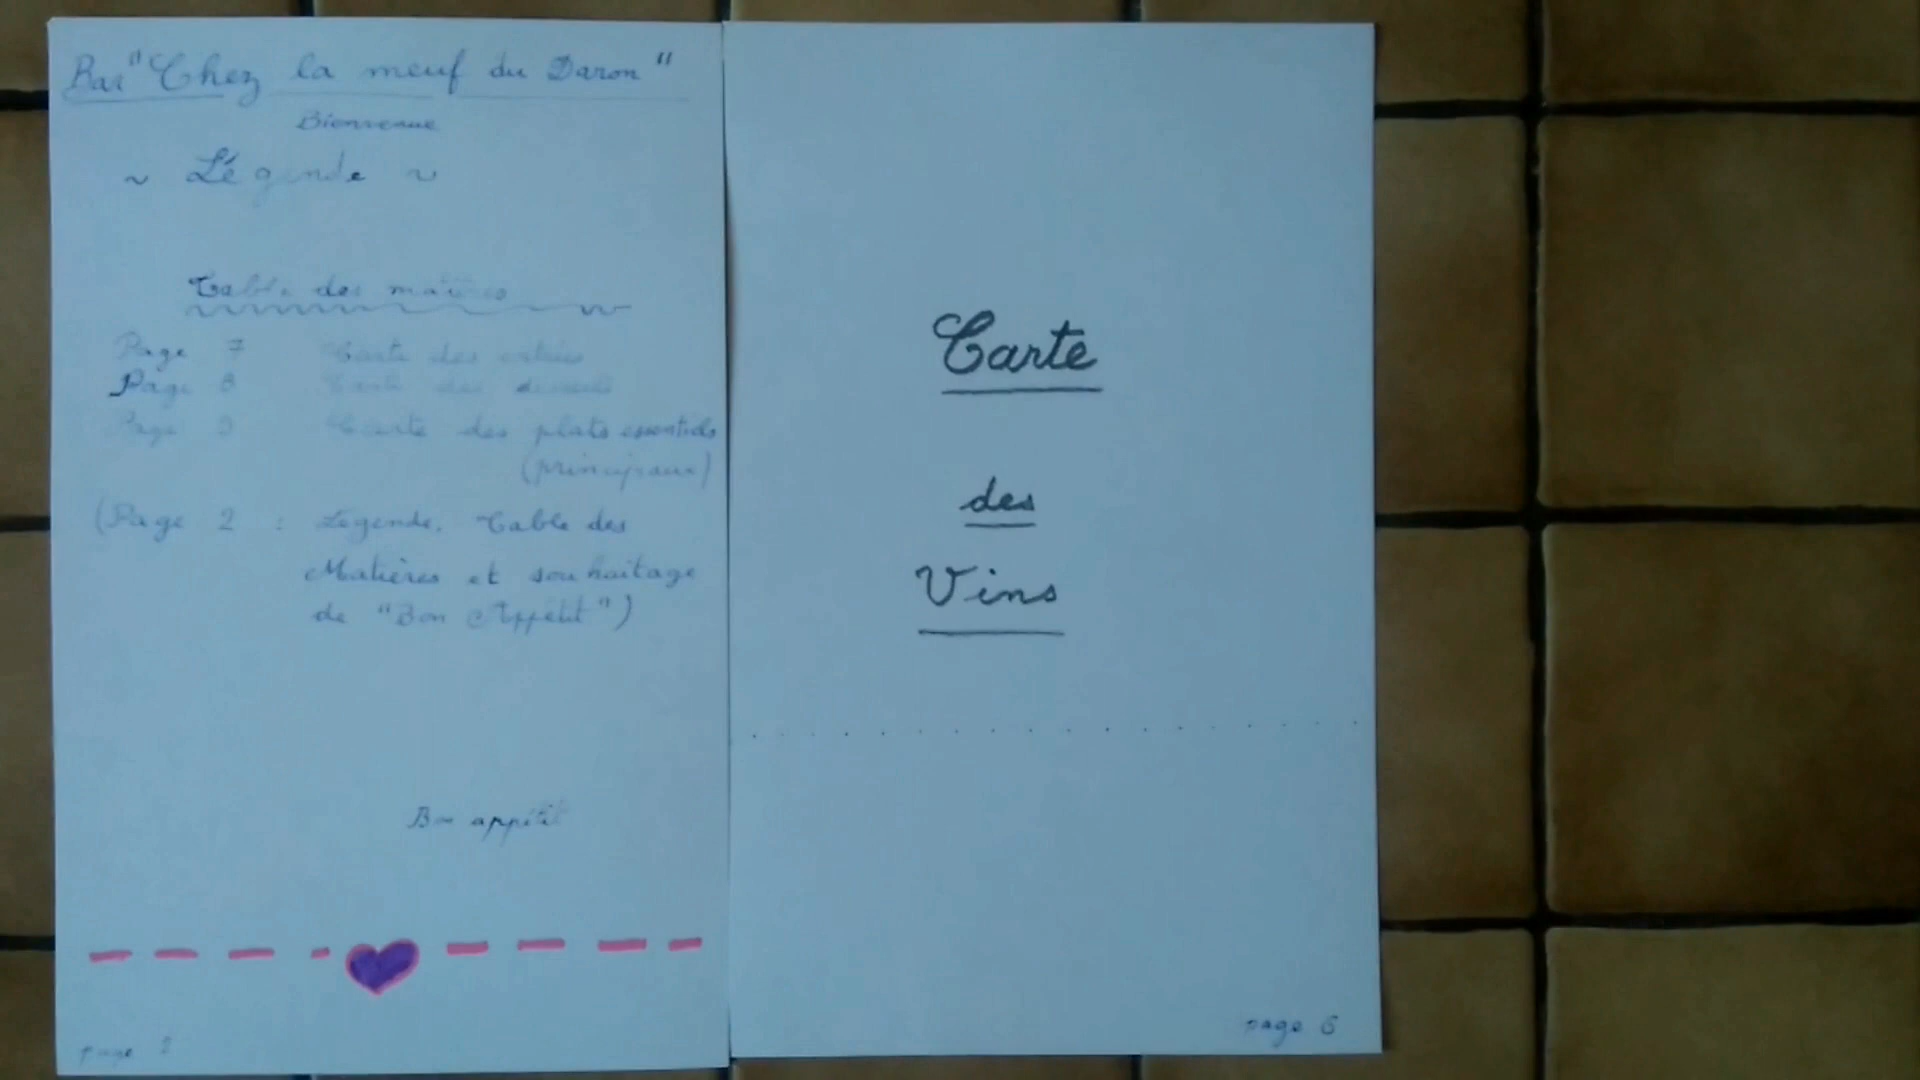 Bar "Chez la meuf du Daron"
Bienvenue
~ Légende ~
Table des matières
Page 7 Carte des entrées
Page 8 Carte des desserts
Page 9 Carte des plats essentiels
(principaux)
(Page 2 : Légende, Table des
Matières et souhaitage
de "Bon Appétit")
Bon appétit
page
Carte
des
Vins
page 6